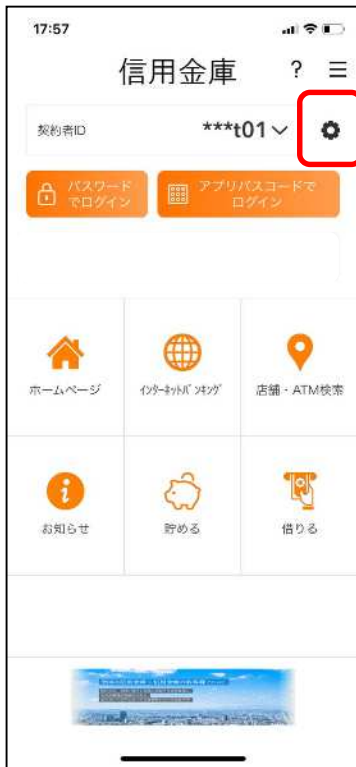 17:57
信用金庫 ?
契約者ID ***t01
パスワード
でログイン
アプリパスコードで
ログイン
ホームページ
インターネットバンキング
店舗・ATM検索
お知らせ
貯める
借りる